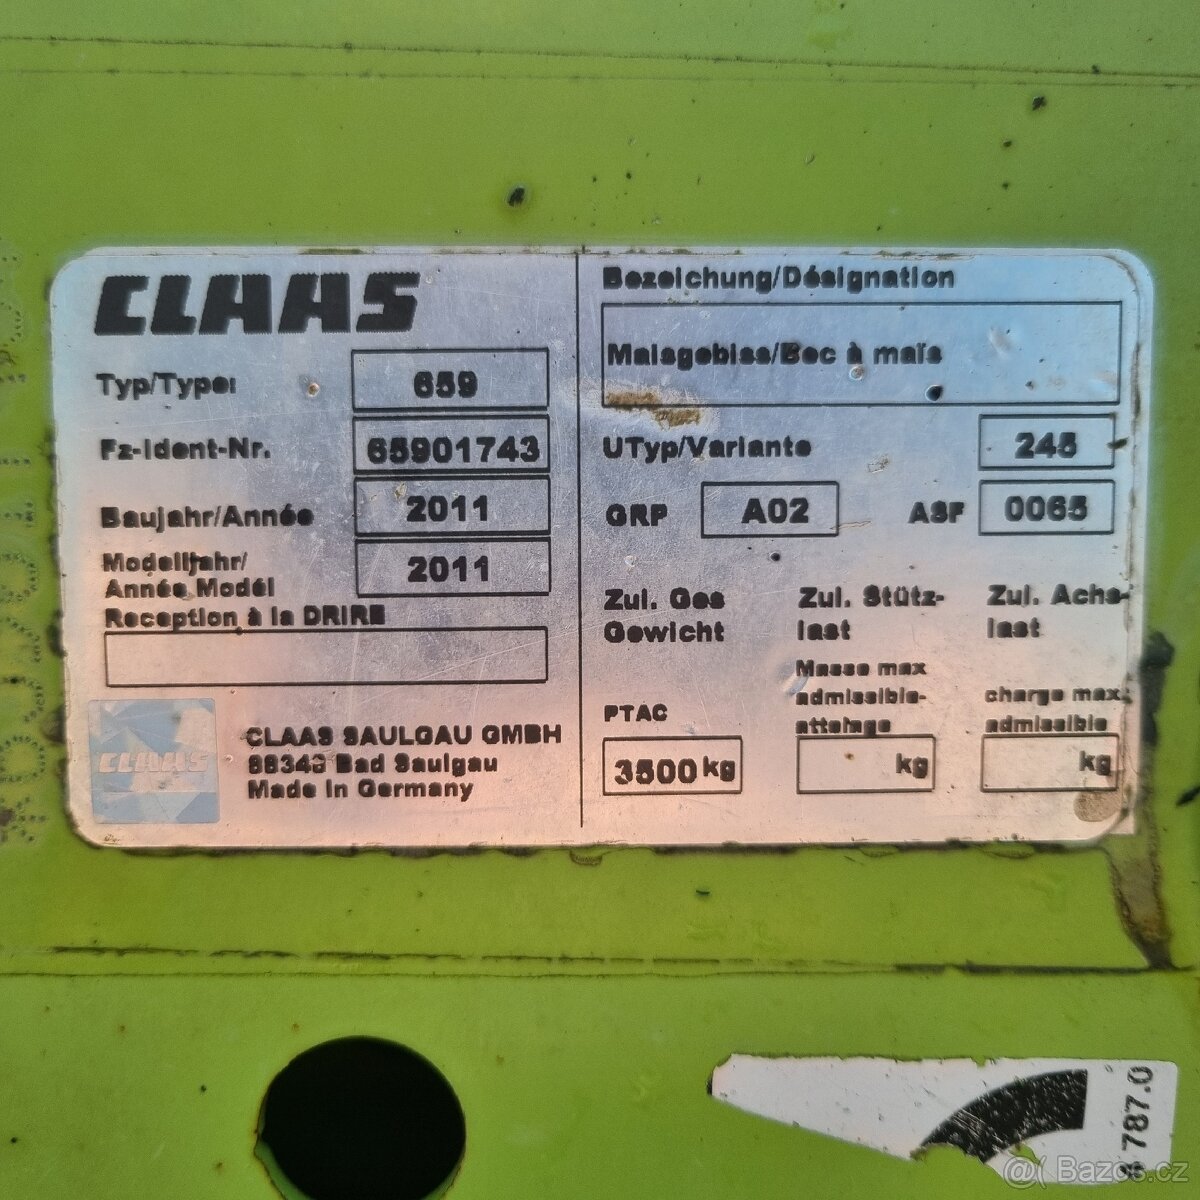 CLAAS
Typ/Type: 659
Fz-Ident-Nr. 65901743
Baujahr/Année 2011
Modelljahr/
Année Modél 2011
Reception à la DRIRE
CLAAS
CLAAS SAULGAU GMBH
88348 Bad Saulgau
Made in Germany
Bezeichung/Désignation
Maisgebiss/Bec à maïs
UTyp/Variante 245
GRP A02 ASF 0065
Zul. Ges Gewicht
Zul. Stütz-last
Zul. Achs-last
PTAC
Masse max admissible-attelage
charge max. admissible
3500 kg
kg
kg
787.0
@( Bazos.cz